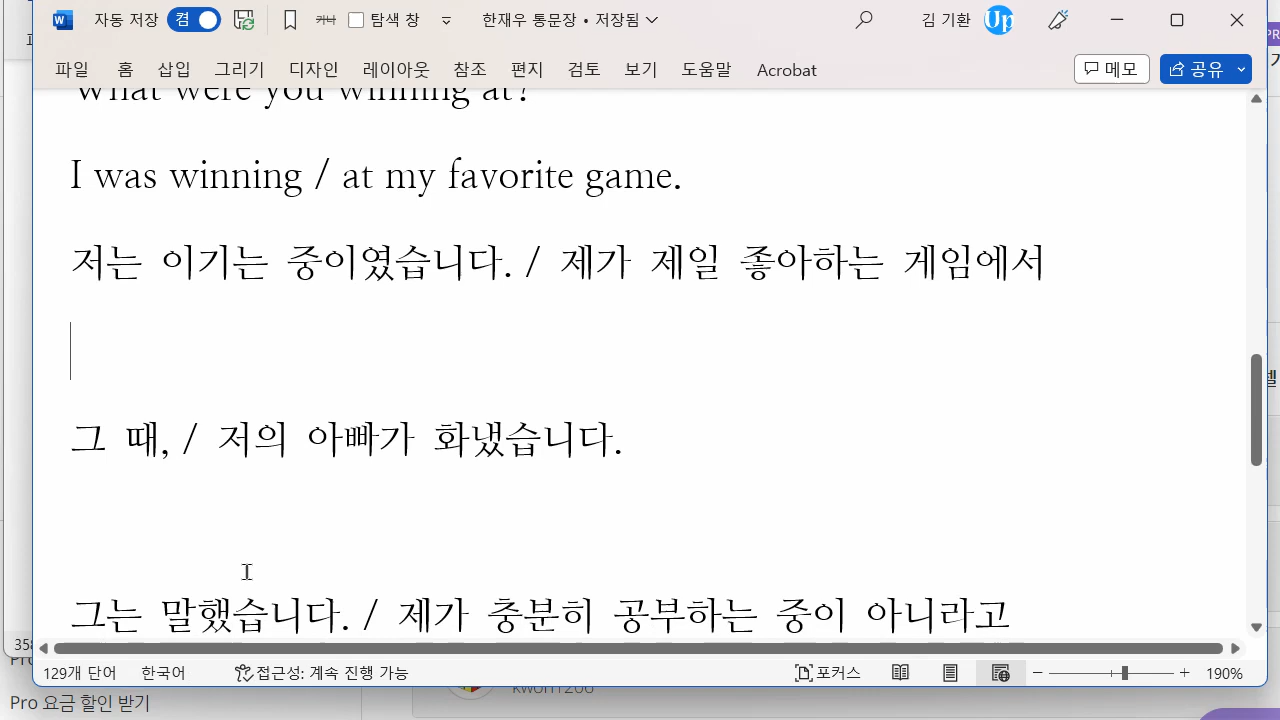 자동 저장 켬 가나 탐색 창 한재우 통문장 • 저장됨 김 기환 Up
파일 홈 삽입 그리기 디자인 레이아웃 참조 편지 검토 보기 도움말 Acrobat 메모 공유
What were you winning at?
I was winning / at my favorite game.
저는 이기는 중이였습니다. / 제가 제일 좋아하는 게임에서
그 때, / 저의 아빠가 화냈습니다.
그는 말했습니다. / 제가 충분히 공부하는 중이 아니라고
358
129개 단어 한국어 접근성: 계속 진행 가능 포커스 190%
Pro 요금 할인 받기